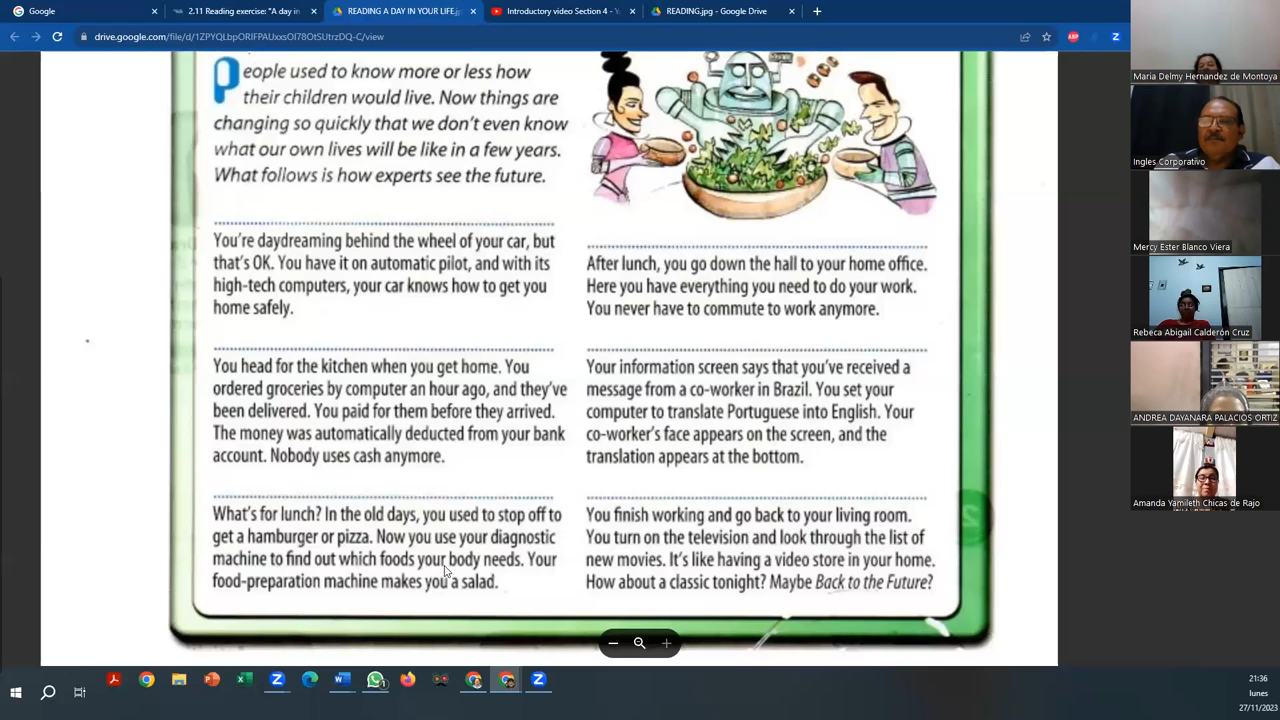 Google
2.11 Reading exercise: "A day in
READING A DAY IN YOUR LIFE.j
Introductory video Section 4 - Yo
READING.jpg - Google Drive
drive.google.com/file/d/1ZPYQLbpORIFPAUxxsOI78OtSUtrzDQ-C/view
People used to know more or less how
their children would live. Now things are
changing so quickly that we don't even know
what our own lives will be like in a few years.
What follows is how experts see the future.
You're daydreaming behind the wheel of your car, but
that's OK. You have it on automatic pilot, and with its
high-tech computers, your car knows how to get you
home safely.
You head for the kitchen when you get home. You
ordered groceries by computer an hour ago, and they've
been delivered. You paid for them before they arrived.
The money was automatically deducted from your bank
account. Nobody uses cash anymore.
What's for lunch? In the old days, you used to stop off to
get a hamburger or pizza. Now you use your diagnostic
machine to find out which foods your body needs. Your
food-preparation machine makes you a salad.
After lunch, you go down the hall to your home office.
Here you have everything you need to do your work.
You never have to commute to work anymore.
Your information screen says that you've received a
message from a co-worker in Brazil. You set your
computer to translate Portuguese into English. Your
co-worker's face appears on the screen, and the
translation appears at the bottom.
You finish working and go back to your living room.
You turn on the television and look through the list of
new movies. It's like having a video store in your home.
How about a classic tonight? Maybe Back to the Future?
Maria Delmy Hernandez de Montoya
Ingles Corporativo
Mercy Ester Blanco Viera
Rebeca Abigail Calderón Cruz
ANDREA DAYANARA PALACIOS ORTIZ
Amanda Yamileth Chicas de Rajo
21:36
lunes
27/11/2023